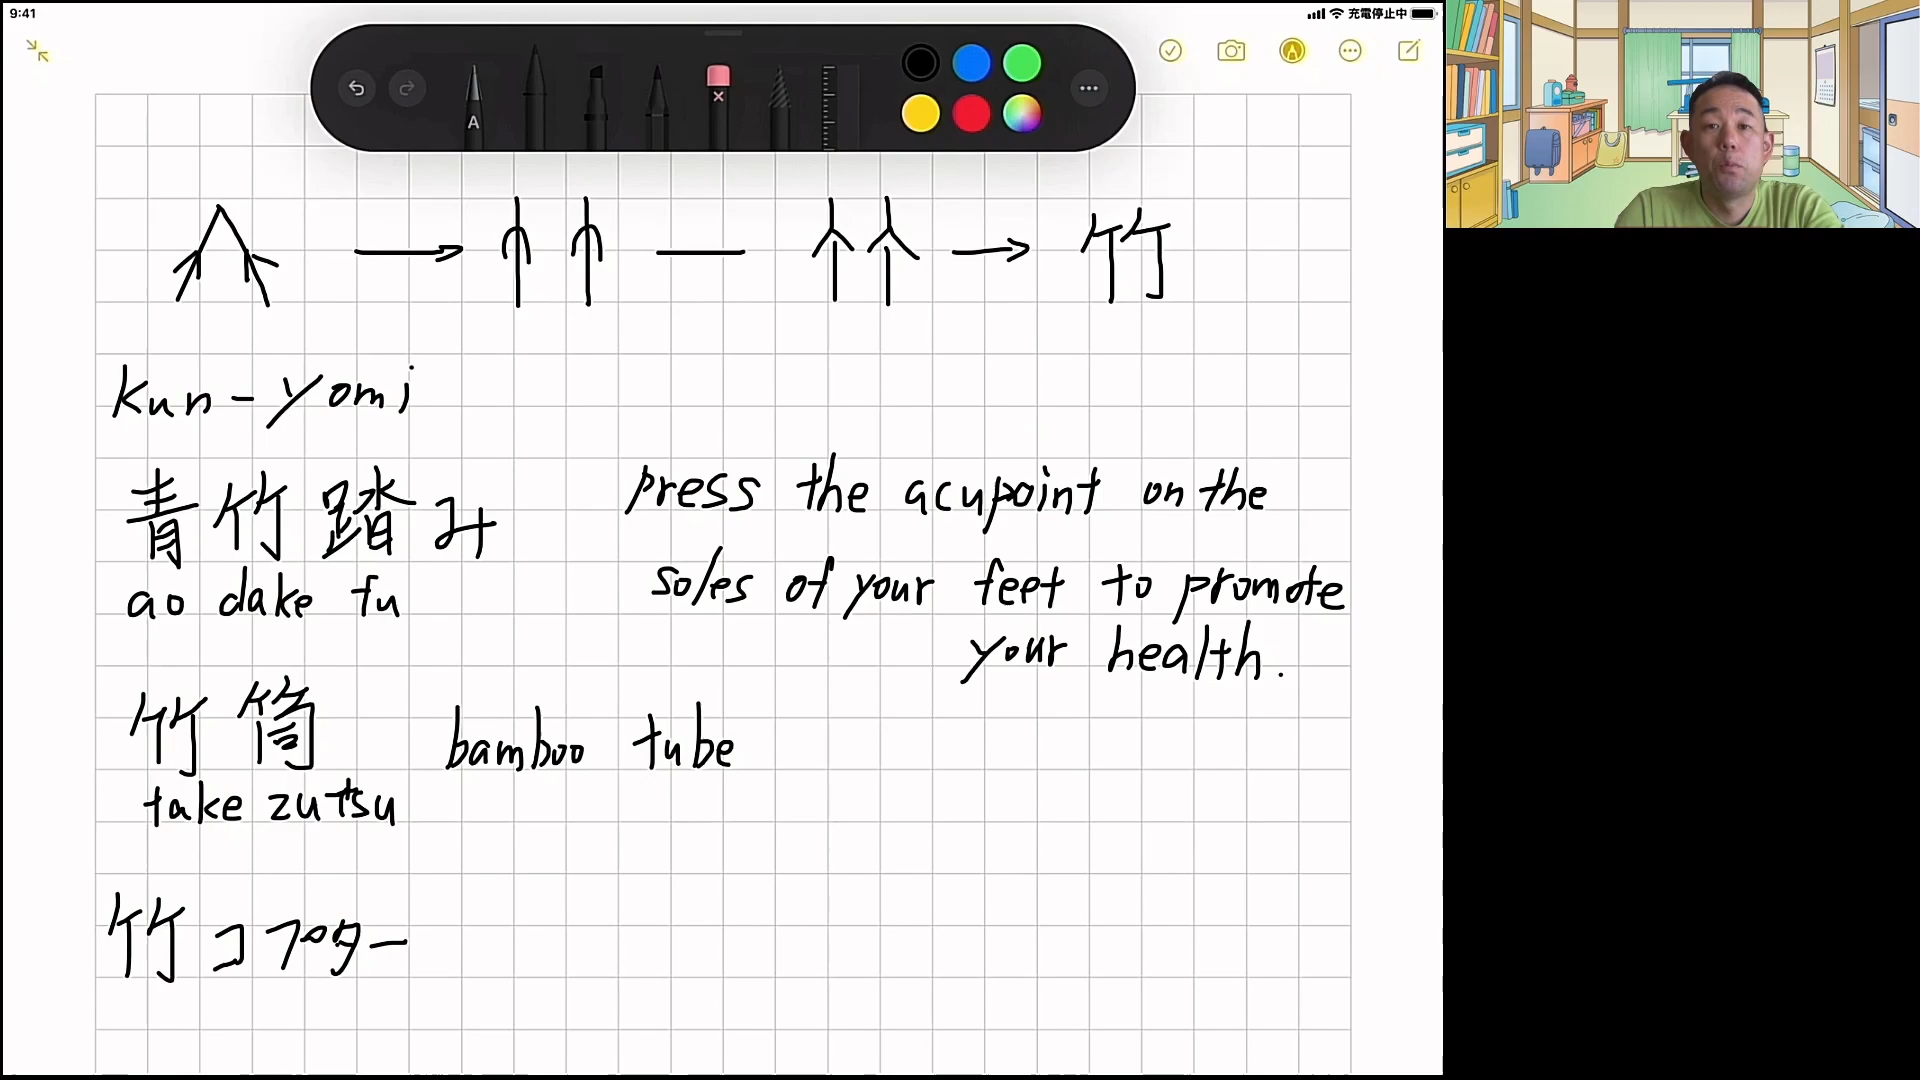 9:41 充電停止中
A
竹
kun-yomi
青竹踏み press the acupoint on the
ao dake fu soles of your feet to promote
your health.
竹筒 bamboo tube
take zutsu
竹コプター